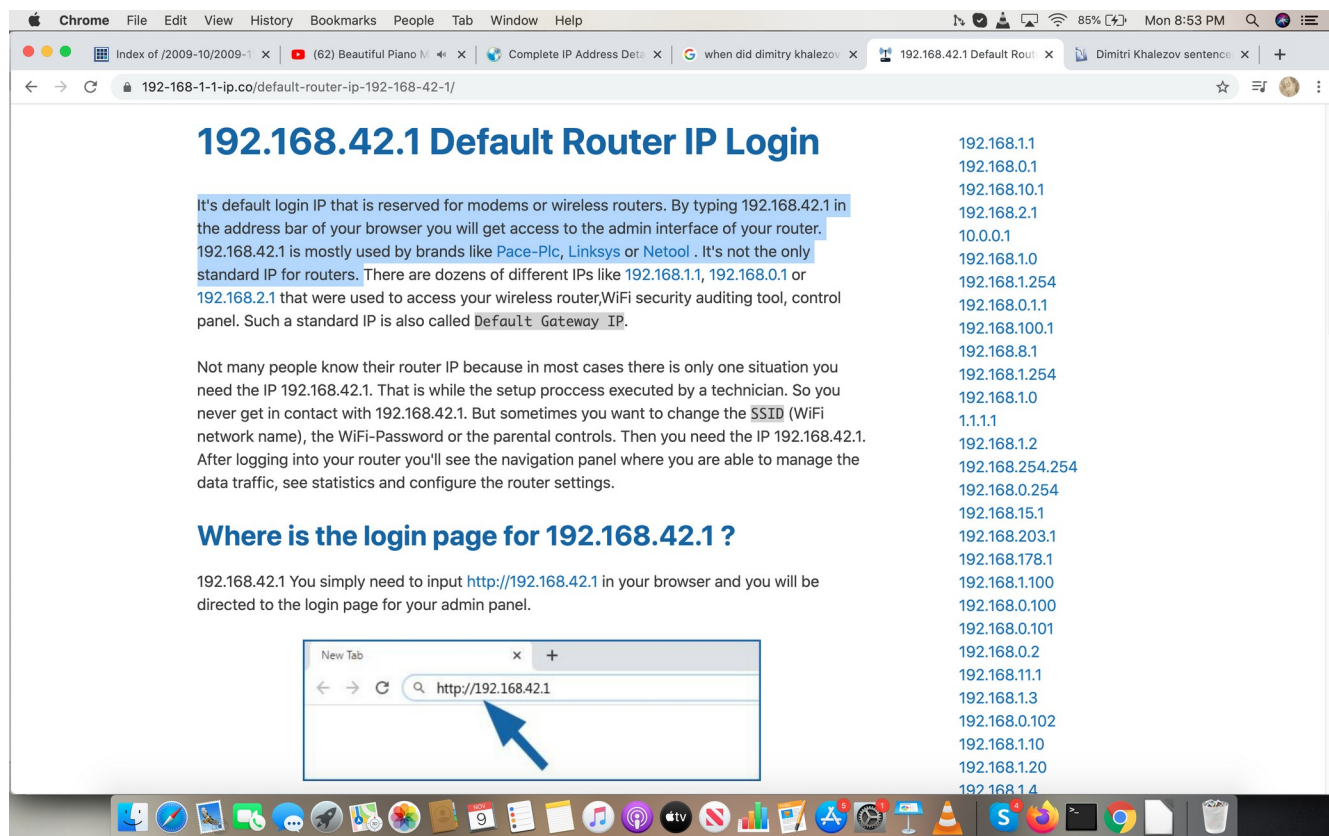 Chrome File Edit View History Bookmarks People Tab Window Help 85% Mon 8:53 PM
Index of /2009-10/2009-1 (62) Beautiful Piano M Complete IP Address Deta when did dimitry khalezov 192.168.42.1 Default Rout Dimitri Khalezov sentence
192-168-1-1-ip.co/default-router-ip-192-168-42-1/
192.168.42.1 Default Router IP Login
It's default login IP that is reserved for modems or wireless routers. By typing 192.168.42.1 in
the address bar of your browser you will get access to the admin interface of your router.
192.168.42.1 is mostly used by brands like Pace-Plc, Linksys or Netool . It's not the only
standard IP for routers. There are dozens of different IPs like 192.168.1.1, 192.168.0.1 or
192.168.2.1 that were used to access your wireless router,WiFi security auditing tool, control
panel. Such a standard IP is also called Default Gateway IP.
Not many people know their router IP because in most cases there is only one situation you
need the IP 192.168.42.1. That is while the setup proccess executed by a technician. So you
never get in contact with 192.168.42.1. But sometimes you want to change the SSID (WiFi
network name), the WiFi-Password or the parental controls. Then you need the IP 192.168.42.1.
After logging into your router you'll see the navigation panel where you are able to manage the
data traffic, see statistics and configure the router settings.
Where is the login page for 192.168.42.1 ?
192.168.42.1 You simply need to input http://192.168.42.1 in your browser and you will be
directed to the login page for your admin panel.
New Tab
http://192.168.42.1
192.168.1.1
192.168.0.1
192.168.10.1
192.168.2.1
10.0.0.1
192.168.1.0
192.168.1.254
192.168.0.1.1
192.168.100.1
192.168.8.1
192.168.1.254
192.168.1.0
1.1.1.1
192.168.1.2
192.168.254.254
192.168.0.254
192.168.15.1
192.168.203.1
192.168.178.1
192.168.1.100
192.168.0.100
192.168.0.101
192.168.0.2
192.168.11.1
192.168.1.3
192.168.0.102
192.168.1.10
192.168.1.20
192.168.1.4
NOV
9
tv
5
1
4